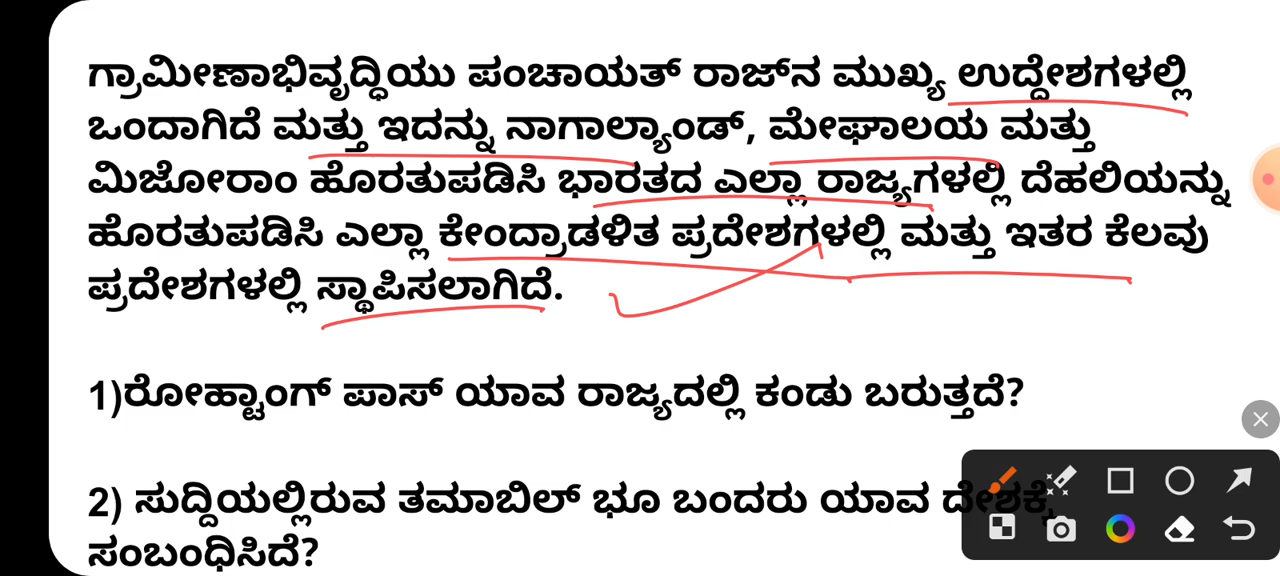 ಗ್ರಾಮೀಣಾಭಿವೃದ್ಧಿಯು ಪಂಚಾಯತ್ ರಾಜ್‌ನ ಮುಖ್ಯ ಉದ್ದೇಶಗಳಲ್ಲಿ
ಒಂದಾಗಿದೆ ಮತ್ತು ಇದನ್ನು ನಾಗಾಲ್ಯಾಂಡ್, ಮೇಘಾಲಯ ಮತ್ತು
ಮಿಜೋರಾಂ ಹೊರತುಪಡಿಸಿ ಭಾರತದ ಎಲ್ಲಾ ರಾಜ್ಯಗಳಲ್ಲಿ ದೆಹಲಿಯನ್ನು
ಹೊರತುಪಡಿಸಿ ಎಲ್ಲಾ ಕೇಂದ್ರಾಡಳಿತ ಪ್ರದೇಶಗಳಲ್ಲಿ ಮತ್ತು ಇತರ ಕೆಲವು
ಪ್ರದೇಶಗಳಲ್ಲಿ ಸ್ಥಾಪಿಸಲಾಗಿದೆ.
1)ರೋಹ್ಟಾಂಗ್ ಪಾಸ್ ಯಾವ ರಾಜ್ಯದಲ್ಲಿ ಕಂಡು ಬರುತ್ತದೆ?
2) ಸುದ್ದಿಯಲ್ಲಿರುವ ತಮಾಬಿಲ್ ಭೂ ಬಂದರು ಯಾವ ದೇಶಕ್ಕೆ
ಸಂಬಂಧಿಸಿದೆ?